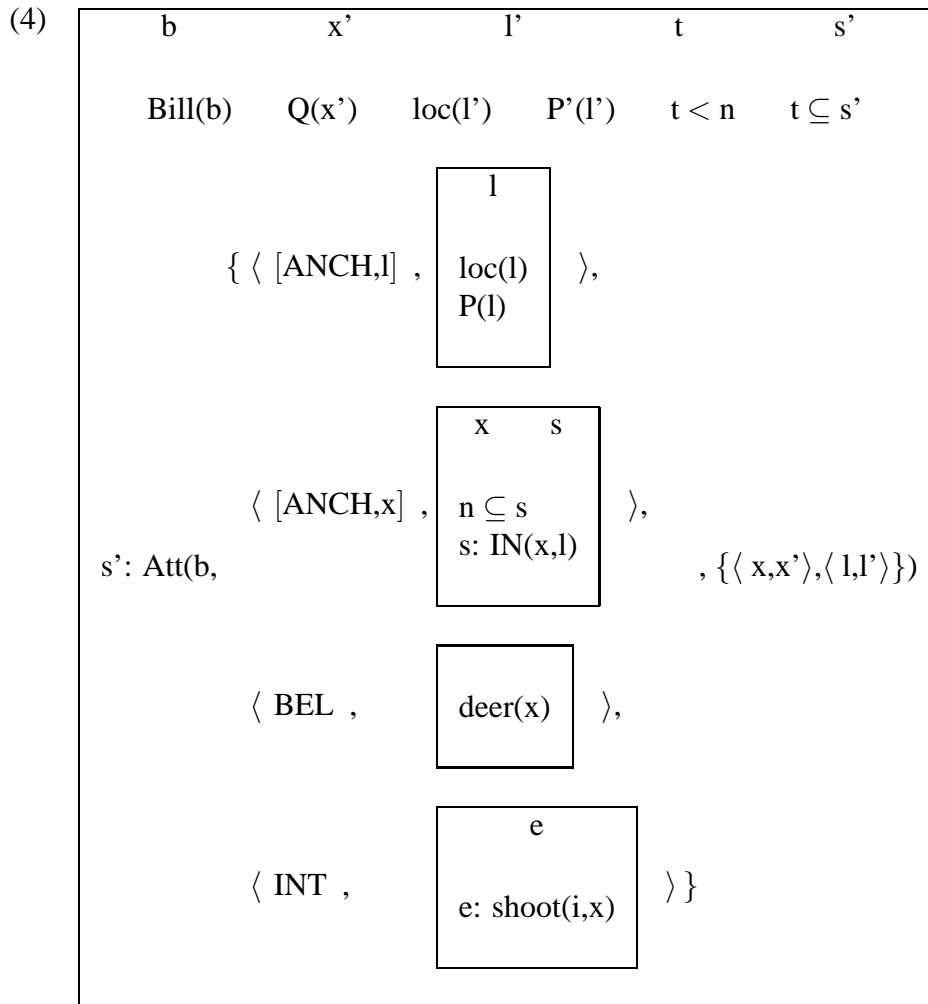 (4)
b x’ l’ t s’
Bill(b) Q(x’) loc(l’) P’(l’) t < n t ⊆ s’
l
{ ⟨ [ANCH,l] , loc(l) ⟩,
P(l)
x s
⟨ [ANCH,x] , n ⊆ s ⟩,
s: IN(x,l)
s’: Att(b, , {⟨ x,x’⟩,⟨ l,l’⟩})
⟨ BEL , deer(x) ⟩,
e
⟨ INT , e: shoot(i,x) ⟩ }